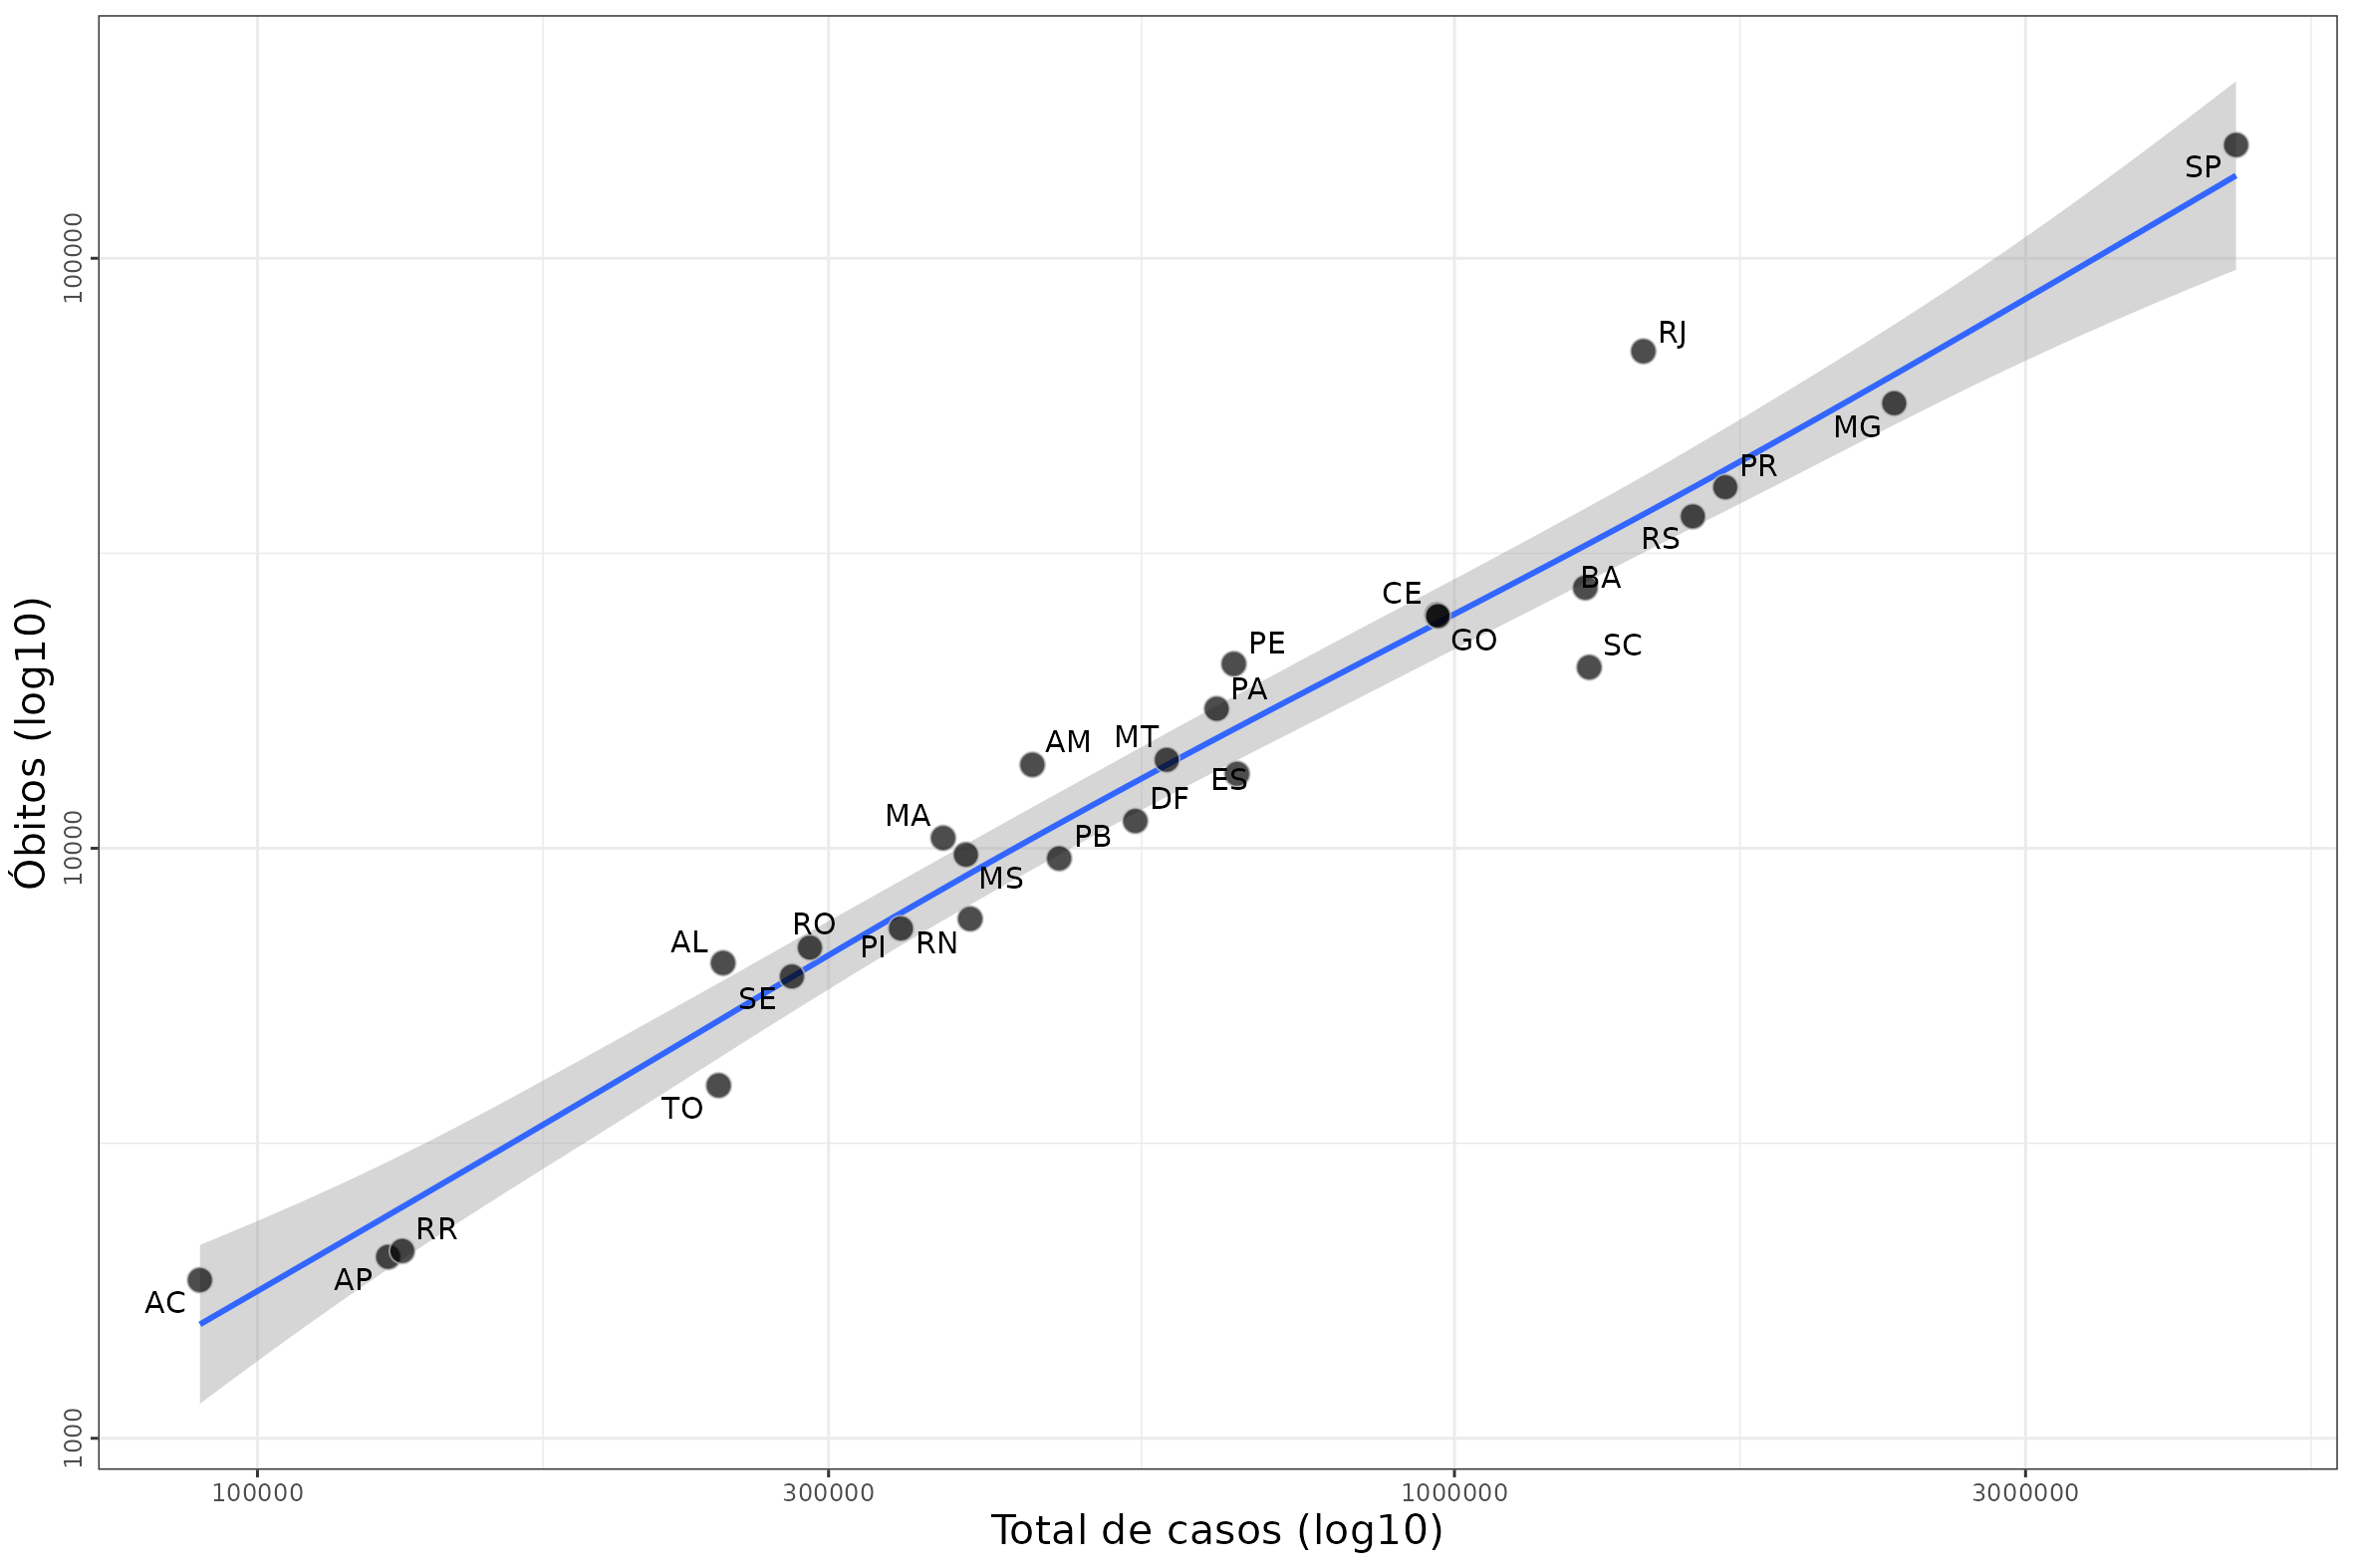 Óbitos (log10)
100000
10000
1000
SP
RJ
MG
PR
RS
BA
CE
GO
SC
PE
PA
MT
AM
ES
DF
MA
PB
MS
RO
AL
PI
RN
SE
TO
RR
AP
AC
100000
300000
1000000
3000000
Total de casos (log10)